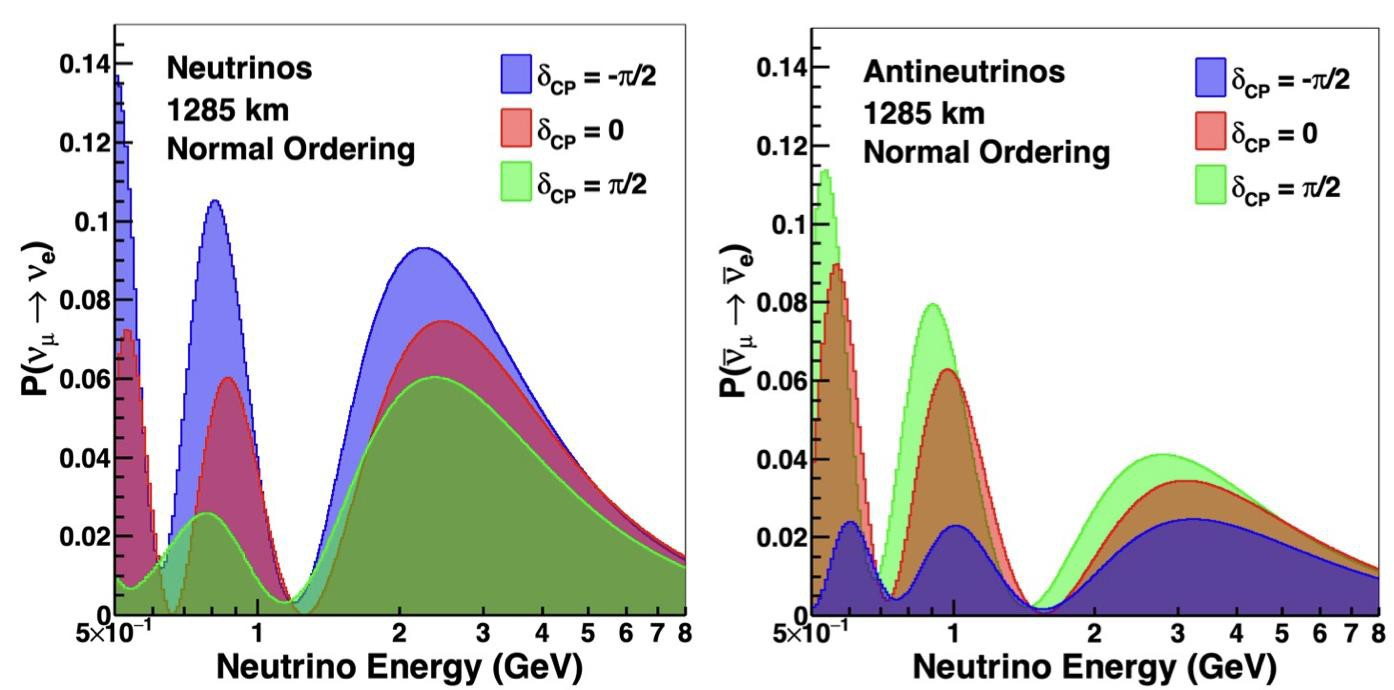 Neutrinos
1285 km
Normal Ordering
δCP = -π/2
δCP = 0
δCP = π/2
P(νμ → νe)
0.14
0.12
0.1
0.08
0.06
0.04
0.02
0
5×10⁻¹ 1 2 3 4 5 6 7 8
Neutrino Energy (GeV)
Antineutrinos
1285 km
Normal Ordering
δCP = -π/2
δCP = 0
δCP = π/2
P(ν̅μ → ν̅e)
0.14
0.12
0.1
0.08
0.06
0.04
0.02
0
5×10⁻¹ 1 2 3 4 5 6 7 8
Neutrino Energy (GeV)